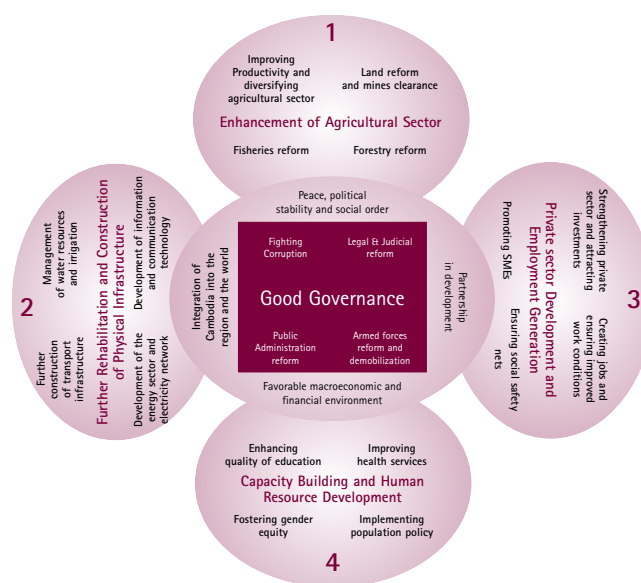 1
Improving
Productivity and
diversifying
agricultural sector
Land reform
and mines clearance
Enhancement of Agricultural Sector
Fisheries reform
Forestry reform
2
Management
of water resources
and irrigation
Further
construction
of transport
infrastructure
Further Rehabilitation and Construction
of Physical Infrastructure
Development of information
and communication
technology
Development of the
energy sector and
electricity network
Peace, political
stability and social order
Integration of
Cambodia into the
region and the world
Fighting
Corruption
Legal & Judicial
reform
Good Governance
Public
Administration
reform
Armed forces
reform and
demobilization
Partnership
in development
Favorable macroeconomic and
financial environment
3
Strengthening private
sector and attracting
investments
Creating jobs and
ensuring improved
work conditions
Private sector Development and
Employment Generation
Promoting SMEs
Ensuring social safety
nets
Enhancing
quality of education
Improving
health services
Capacity Building and Human
Resource Development
Fostering gender
equity
Implementing
population policy
4